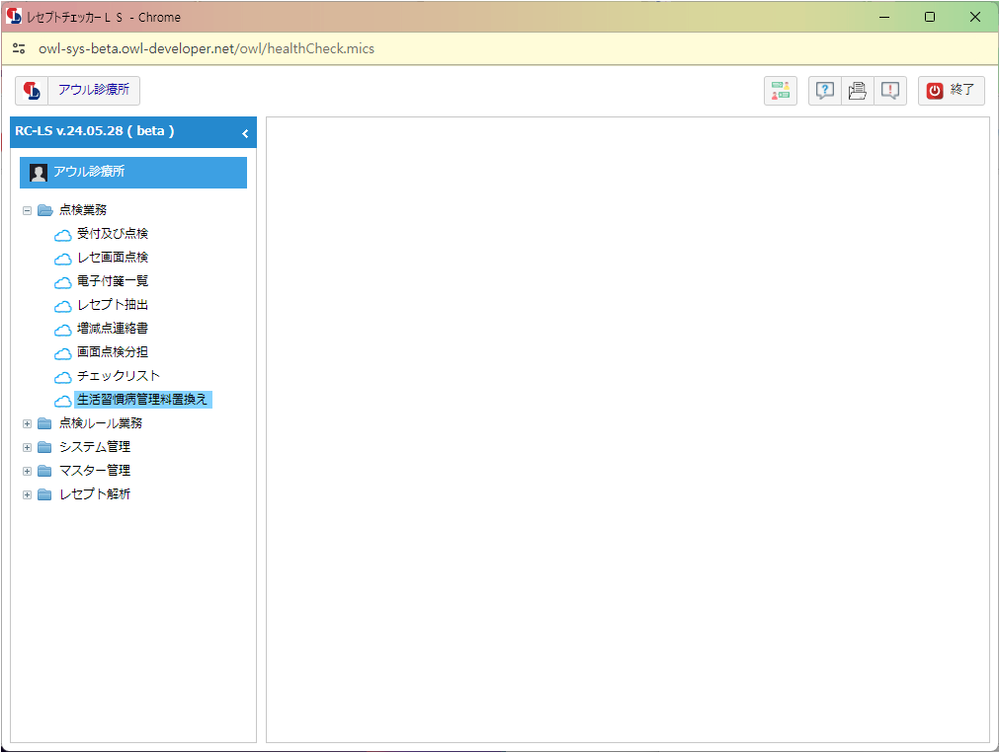 レセプトチェッカーＬＳ - Chrome
owl-sys-beta.owl-developer.net/owl/healthCheck.mics
アウル診療所
終了
RC-LS v.24.05.28 ( beta )
アウル診療所
点検業務
受付及び点検
レセ画面点検
電子付箋一覧
レセプト抽出
増減点連絡書
画面点検分担
チェックリスト
生活習慣病管理料置換え
点検ルール業務
システム管理
マスター管理
レセプト解析